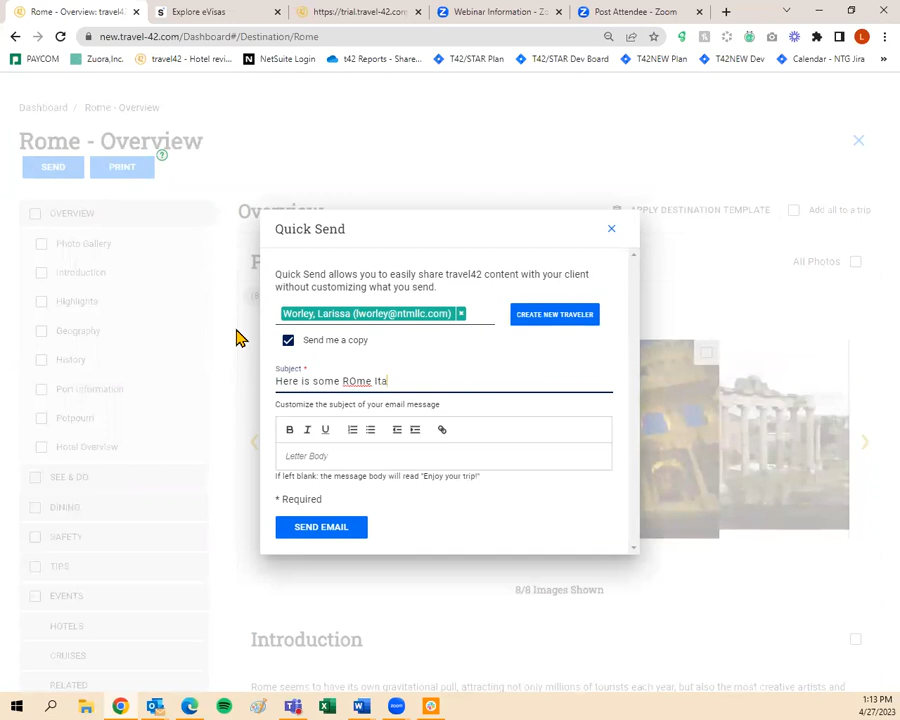 Rome - Overview: travel4
Explore eVisas
https://trial.travel-42.com/
Webinar Information - Zo
Post Attendee - Zoom
new.travel-42.com/Dashboard#/Destination/Rome
PAYCOM
Zuora,Inc.
travel42 - Hotel revi...
NetSuite Login
t42 Reports - Share...
T42/STAR Plan
T42/STAR Dev Board
T42NEW Plan
T42NEW Dev
Calendar - NTG Jira
Dashboard / Rome - Overview
Rome - Overview
SEND
PRINT
OVERVIEW
Photo Gallery
Introduction
Highlights
Geography
History
Port Information
Potpourri
Hotel Overview
SEE & DO
DINING
SAFETY
TIPS
EVENTS
HOTELS
CRUISES
RELATED
Overview
APPLY DESTINATION TEMPLATE
Add all to a trip
All Photos
Quick Send
Quick Send allows you to easily share travel42 content with your client
without customizing what you send.
Worley, Larissa (lworley@ntmllc.com)
CREATE NEW TRAVELER
Send me a copy
Subject *
Here is some ROme Ita
Customize the subject of your email message
B I U
Letter Body
If left blank: the message body will read "Enjoy your trip!"
* Required
SEND EMAIL
8/8 Images Shown
Introduction
Rome seems to have its own gravitational pull, attracting not only millions of tourists each year, but also the most creative artists and
1:13 PM
4/27/2023